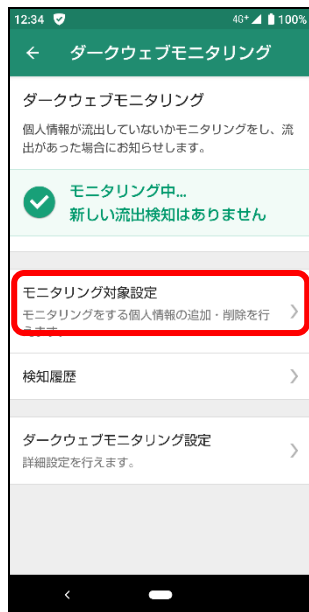 12:34 4G+ 100%
ダークウェブモニタリング
ダークウェブモニタリング
個人情報が流出していないかモニタリングをし、流
出があった場合にお知らせします。
モニタリング中...
新しい流出検知はありません
モニタリング対象設定
モニタリングをする個人情報の追加・削除を行
えます。
検知履歴
ダークウェブモニタリング設定
詳細設定を行えます。